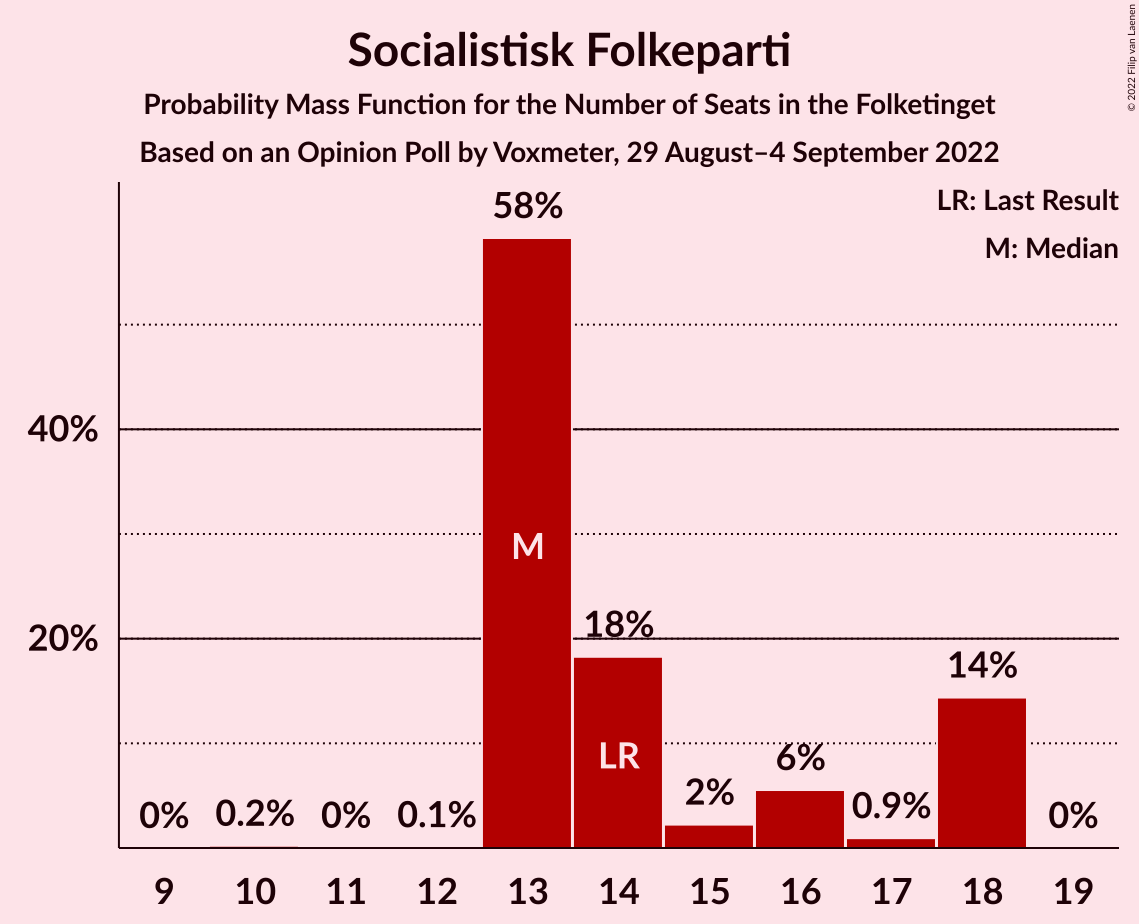 Socialistisk Folkeparti
Probability Mass Function for the Number of Seats in the Folketinget
Based on an Opinion Poll by Voxmeter, 29 August–4 September 2022
© 2022 Filip van Laenen
LR: Last Result
M: Median
58%
40%
M
18%
20%
14%
LR
6%
2%
0.9%
0%
0.2%
0%
0.1%
0%
9 10 11 12 13 14 15 16 17 18 19